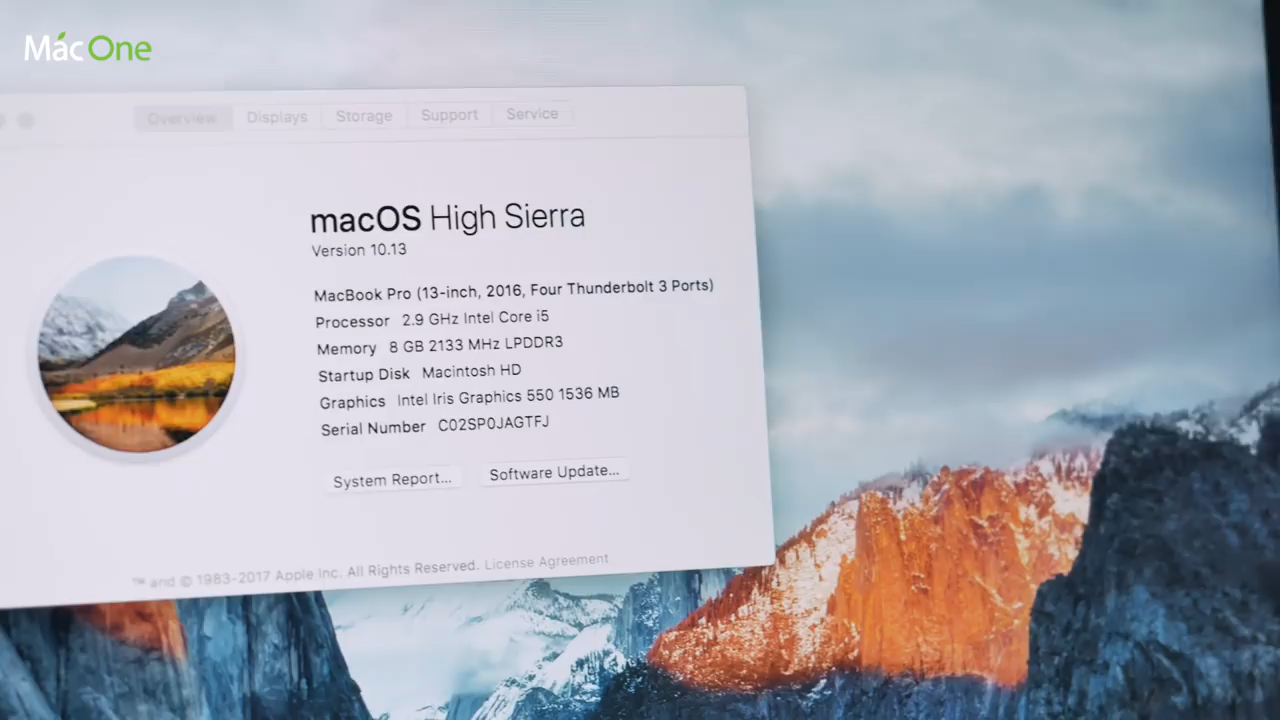 Mac One
Overview Displays Storage Support Service
macOS High Sierra
Version 10.13
MacBook Pro (13-inch, 2016, Four Thunderbolt 3 Ports)
Processor 2.9 GHz Intel Core i5
Memory 8 GB 2133 MHz LPDDR3
Startup Disk Macintosh HD
Graphics Intel Iris Graphics 550 1536 MB
Serial Number C02SP0JAGTFJ
System Report... Software Update...
™ and © 1983-2017 Apple Inc. All Rights Reserved. License Agreement